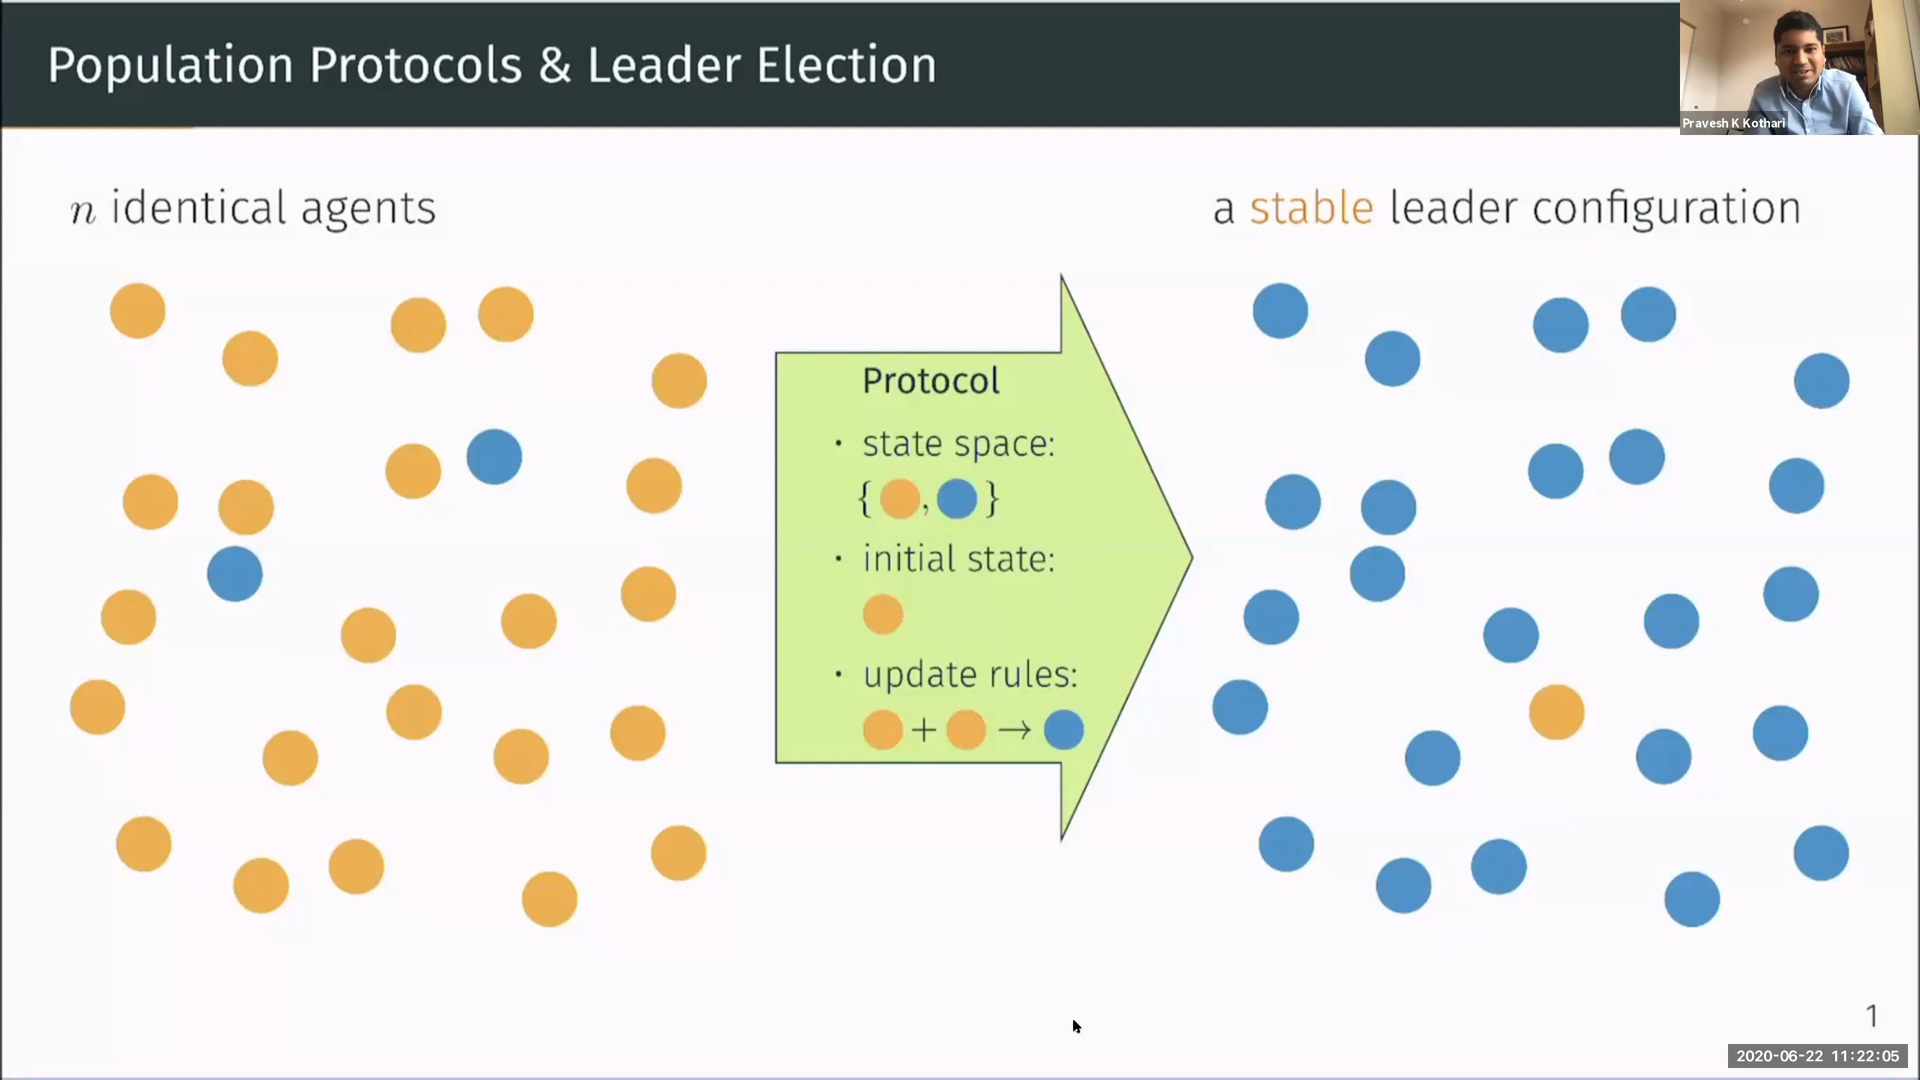 Population Protocols & Leader Election
Pravesh K Kothari
n identical agents
a stable leader configuration
Protocol
• state space:
{ , }
• initial state:
• update rules:
+ →
1
2020-06-22 11:22:05